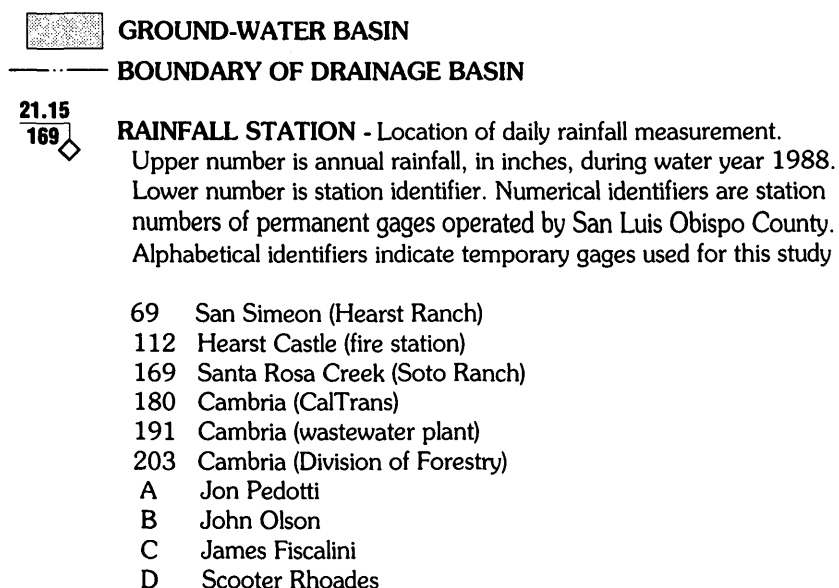 GROUND-WATER BASIN
BOUNDARY OF DRAINAGE BASIN
21.15
169
RAINFALL STATION - Location of daily rainfall measurement.
Upper number is annual rainfall, in inches, during water year 1988.
Lower number is station identifier. Numerical identifiers are station
numbers of permanent gages operated by San Luis Obispo County.
Alphabetical identifiers indicate temporary gages used for this study
69 San Simeon (Hearst Ranch)
112 Hearst Castle (fire station)
169 Santa Rosa Creek (Soto Ranch)
180 Cambria (CalTrans)
191 Cambria (wastewater plant)
203 Cambria (Division of Forestry)
A Jon Pedotti
B John Olson
C James Fiscalini
D Scooter Rhoades